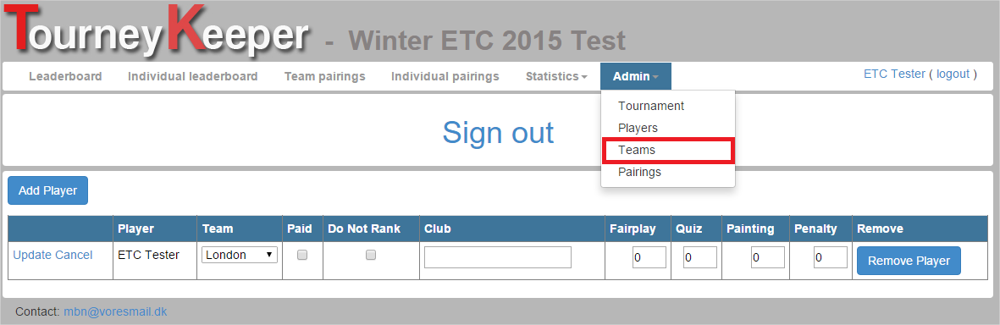 TourneyKeeper - Winter ETC 2015 Test
Leaderboard Individual leaderboard Team pairings Individual pairings Statistics Admin ETC Tester ( logout )
Tournament
Players
Teams
Pairings
Sign out
Add Player
Player Team Paid Do Not Rank Club Fairplay Quiz Painting Penalty Remove
Update Cancel ETC Tester London 0 0 0 0 Remove Player
Contact: mbn@voresmail.dk